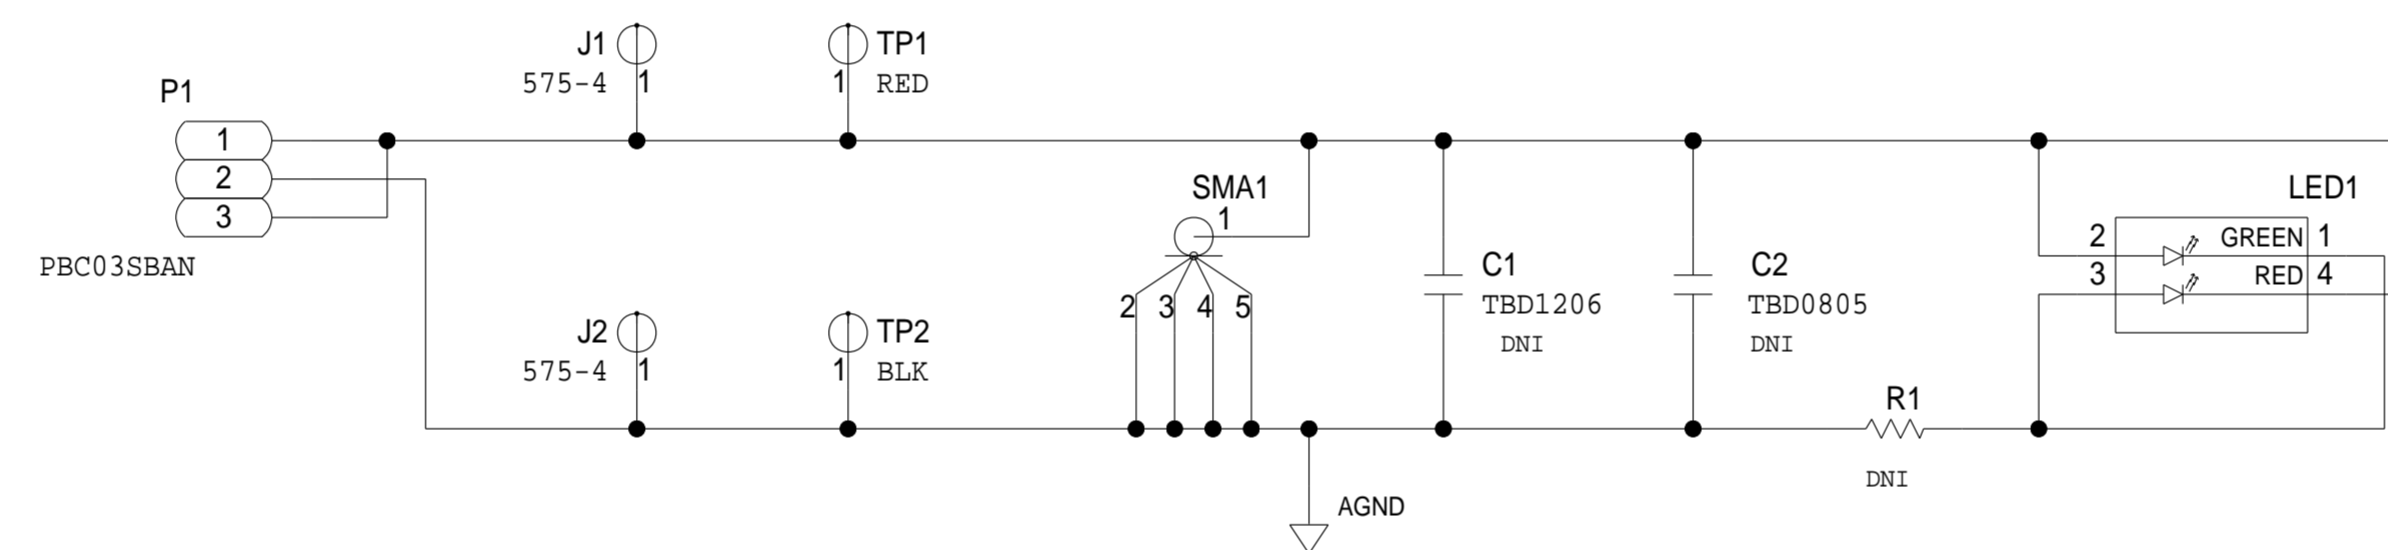 P1
1
2
3
PBC03SBAN
J1
575-4
1
TP1
1
RED
J2
575-4
1
TP2
1
BLK
SMA1
1
2
3
4
5
AGND
C1
TBD1206
DNI
C2
TBD0805
DNI
R1
DNI
LED1
2
GREEN
1
3
RED
4